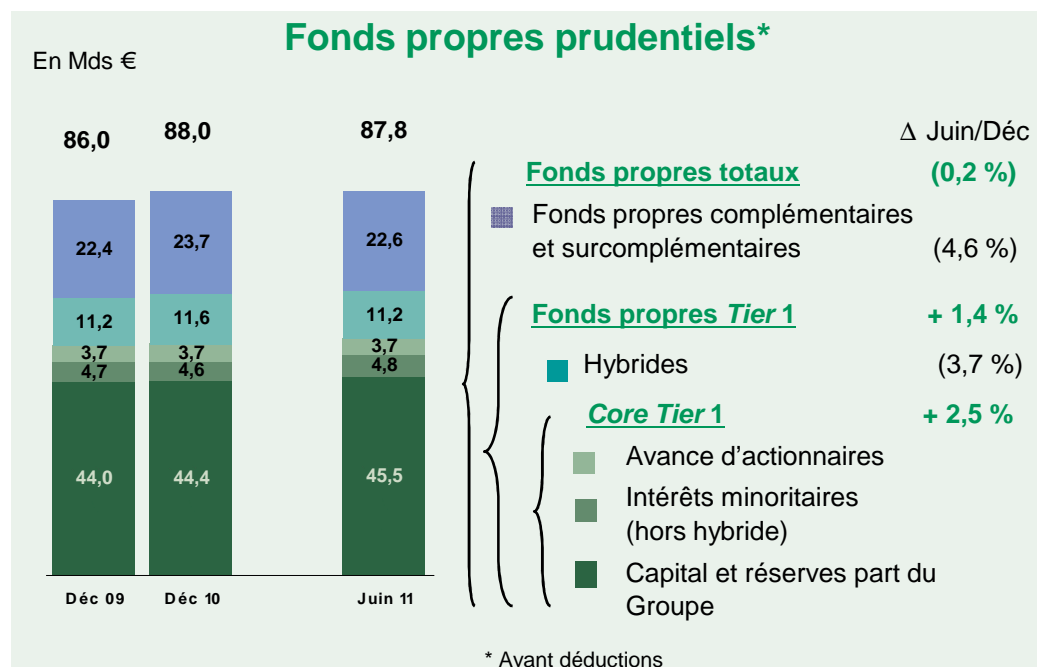 Fonds propres prudentiels*
En Mds €
86,0
88,0
87,8
Δ Juin/Déc
Fonds propres totaux
(0,2 %)
Fonds propres complémentaires
et surcomplémentaires
(4,6 %)
Fonds propres Tier 1
+ 1,4 %
Hybrides
(3,7 %)
Core Tier 1
+ 2,5 %
Avance d'actionnaires
Intérêts minoritaires
(hors hybride)
Capital et réserves part du
Groupe
22,4
23,7
22,6
11,2
11,6
11,2
3,7
3,7
3,7
4,7
4,6
4,8
44,0
44,4
45,5
Déc 09
Déc 10
Juin 11
* Avant déductions